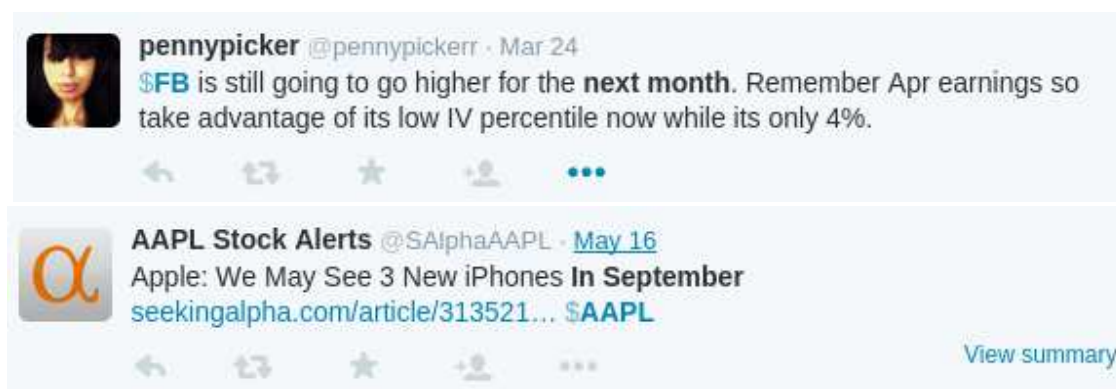 pennypicker @pennypickerr · Mar 24
$FB is still going to go higher for the next month. Remember Apr earnings so
take advantage of its low IV percentile now while its only 4%.
AAPL Stock Alerts @SAlphaAAPL · May 16
Apple: We May See 3 New iPhones In September
seekingalpha.com/article/313521… $AAPL
View summary